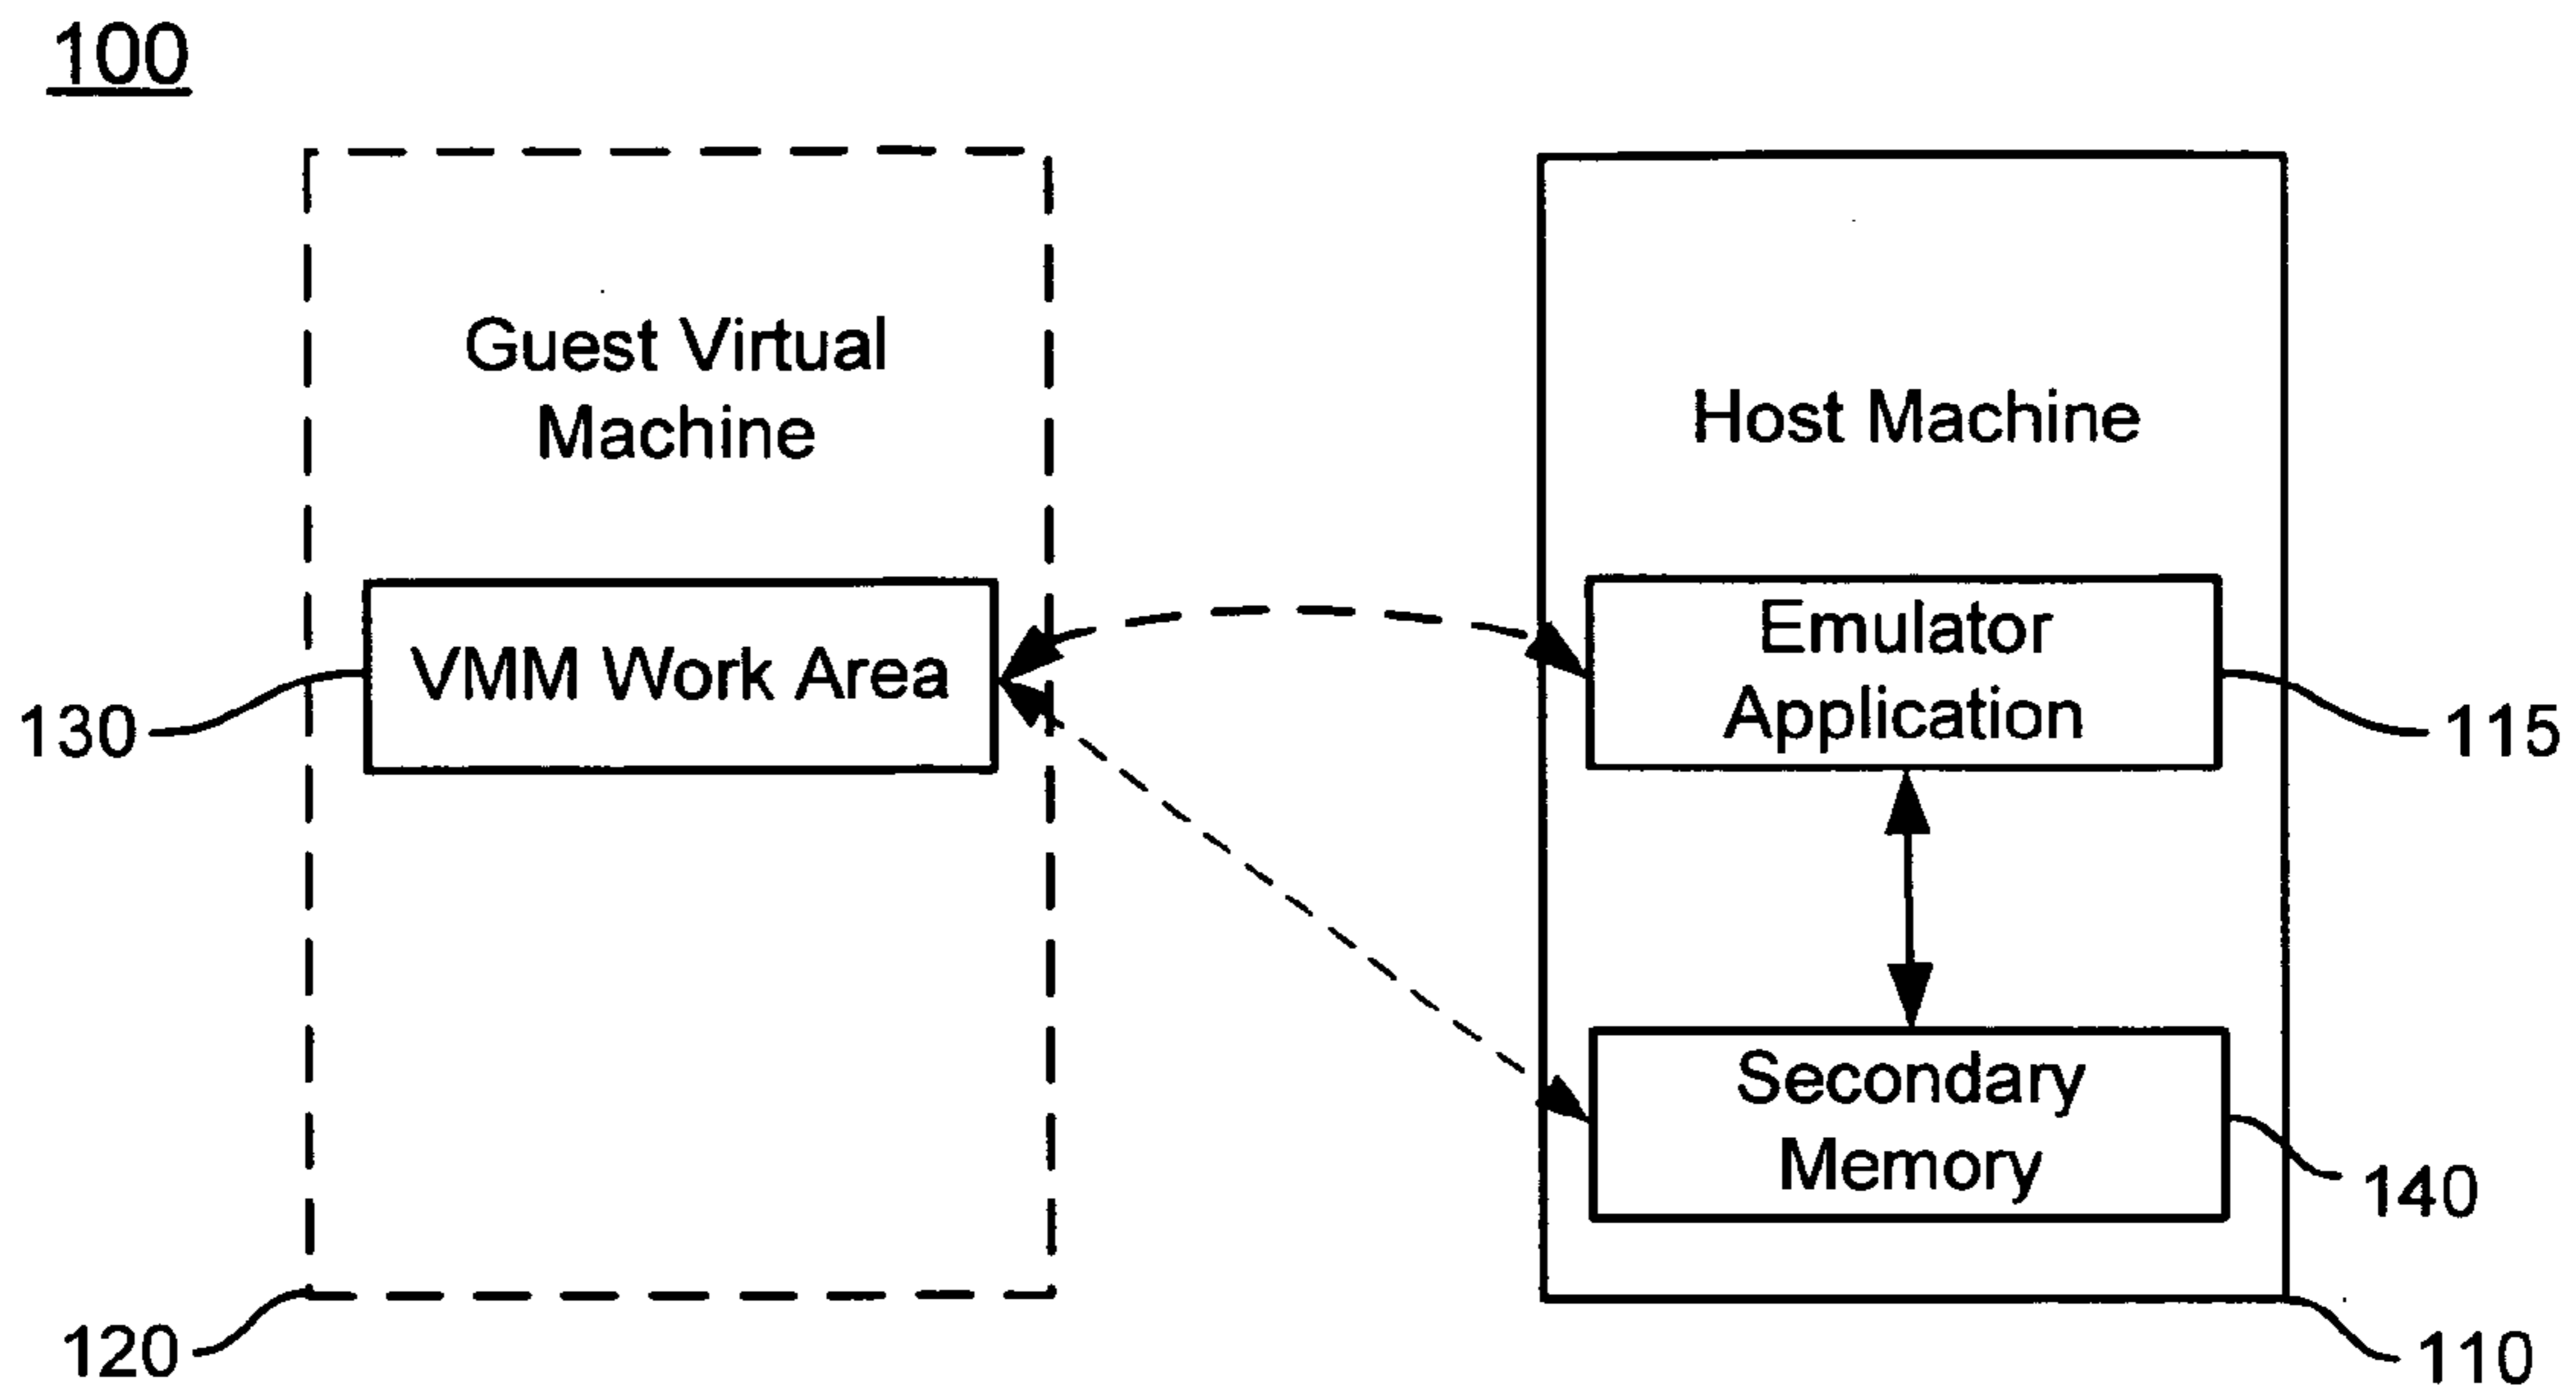 100
Guest Virtual
Machine
Host Machine
VMM Work Area
Emulator
Application
130
115
Secondary
Memory
140
120
110